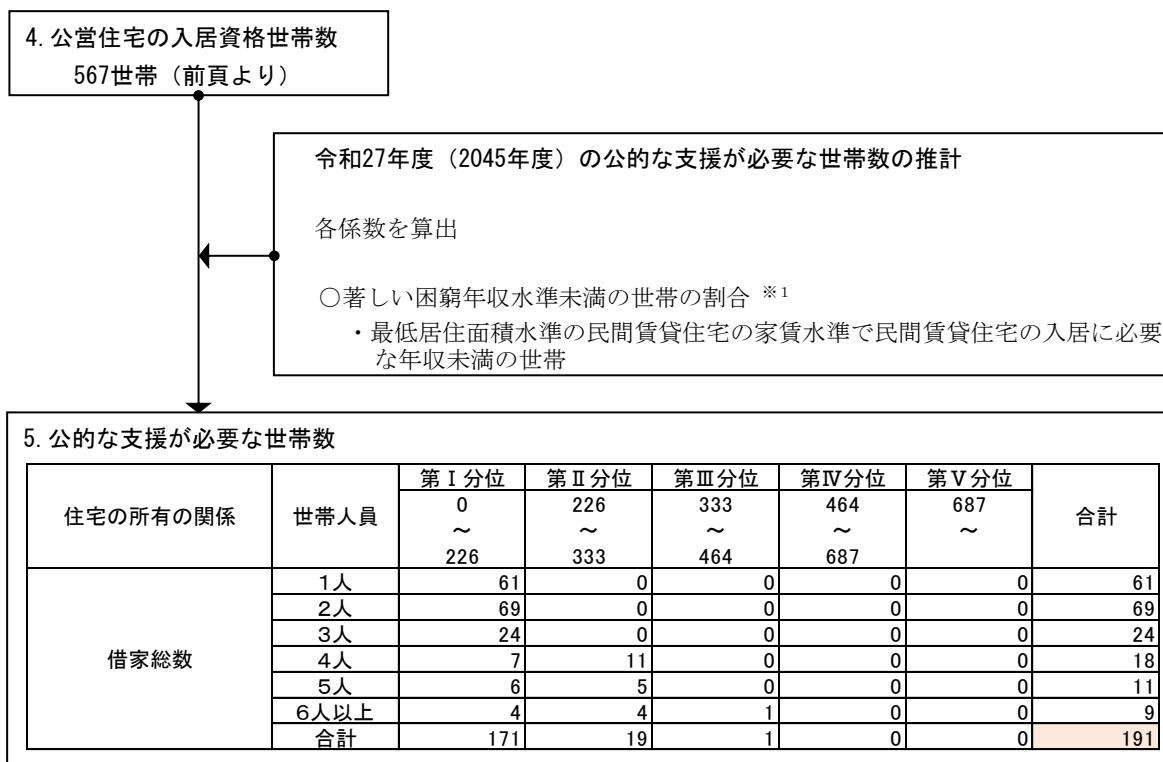 4. 公営住宅の入居資格世帯数
567世帯（前頁より）
令和27年度（2045年度）の公的な支援が必要な世帯数の推計
各係数を算出
○著しい困窮年収水準未満の世帯の割合 ※1
・最低居住面積水準の民間賃貸住宅の家賃水準で民間賃貸住宅の入居に必要
な年収未満の世帯
5. 公的な支援が必要な世帯数
住宅の所有の関係 世帯人員 第Ⅰ分位 第Ⅱ分位 第Ⅲ分位 第Ⅳ分位 第Ⅴ分位 合計
0 226 333 464 687
～ ～ ～ ～ ～
226 333 464 687
借家総数
1人 61 0 0 0 0 61
2人 69 0 0 0 0 69
3人 24 0 0 0 0 24
4人 7 11 0 0 0 18
5人 6 5 0 0 0 11
6人以上 4 4 1 0 0 9
合計 171 19 1 0 0 191